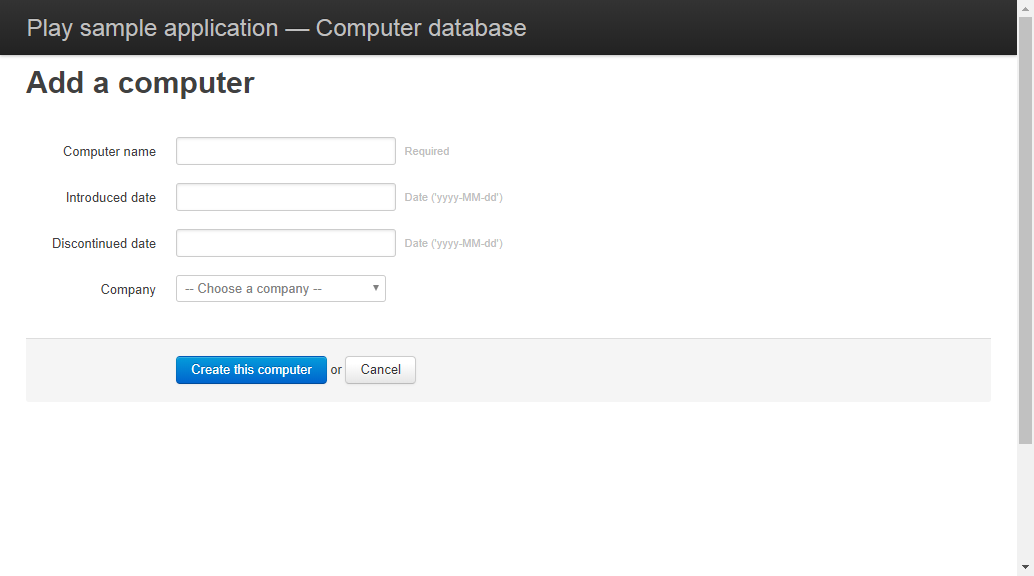 Play sample application — Computer database
Add a computer
Computer name Required
Introduced date Date ('yyyy-MM-dd')
Discontinued date Date ('yyyy-MM-dd')
Company -- Choose a company --
Create this computer or Cancel